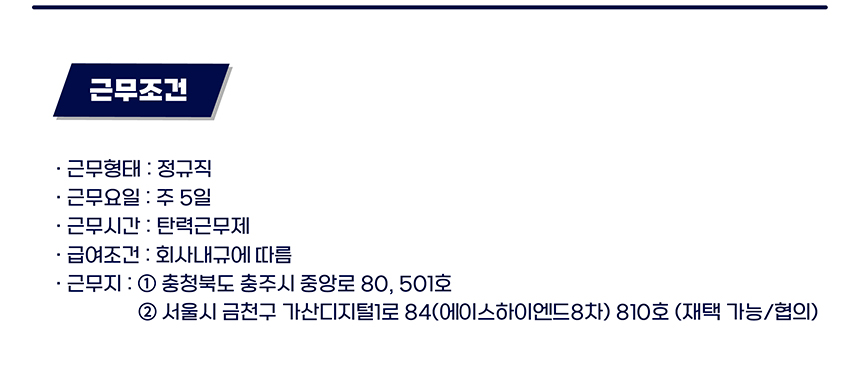 근무조건
· 근무형태 : 정규직
· 근무요일 : 주 5일
· 근무시간 : 탄력근무제
· 급여조건 : 회사내규에 따름
· 근무지 : ① 충청북도 충주시 중앙로 80, 501호
② 서울시 금천구 가산디지털1로 84(에이스하이엔드8차) 810호 (재택 가능/협의)